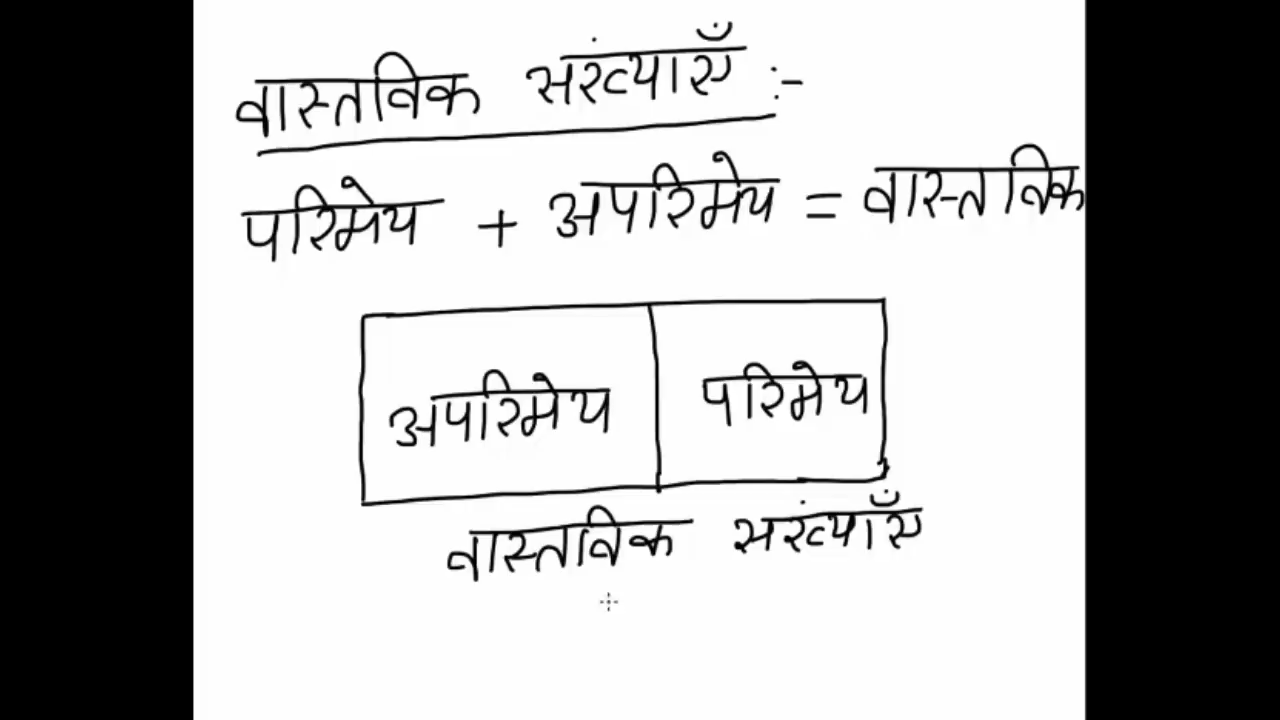 वास्तविक संख्याएँ :-
परिमेय + अपरिमेय = वास्तविक
अपरिमेय परिमेय
वास्तविक संख्याएँ